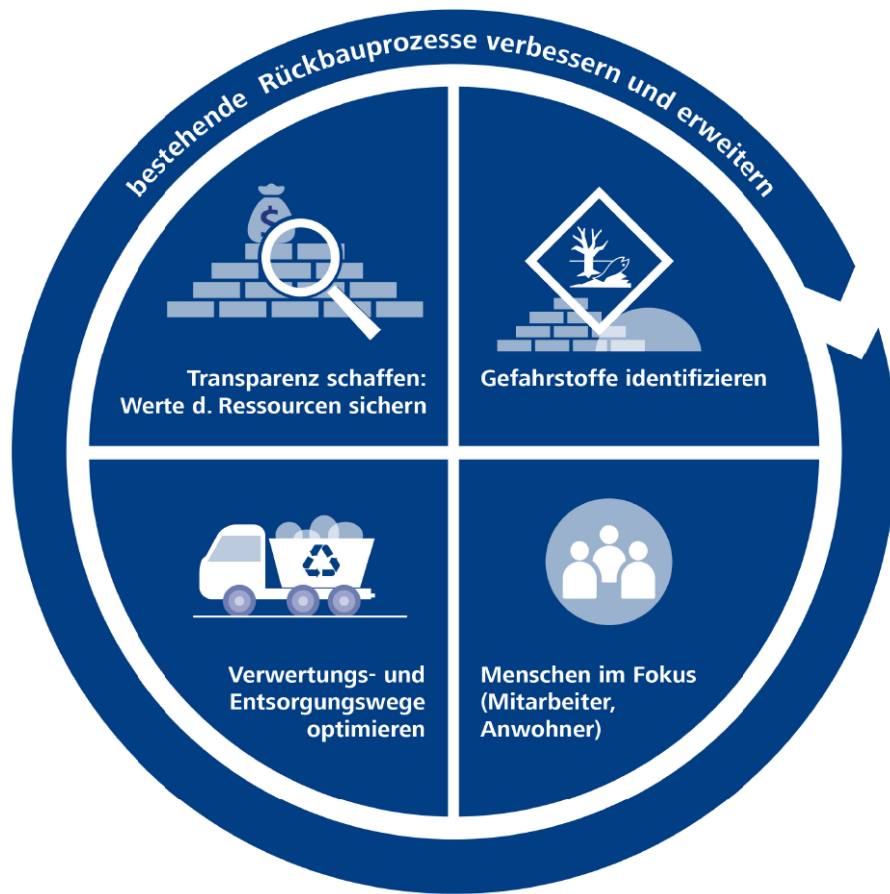 bestehende Rückbauprozesse verbessern und erweitern
$
Transparenz schaffen:
Werte d. Ressourcen sichern
Gefahrstoffe identifizieren
Verwertungs- und
Entsorgungswege
optimieren
Menschen im Fokus
(Mitarbeiter,
Anwohner)